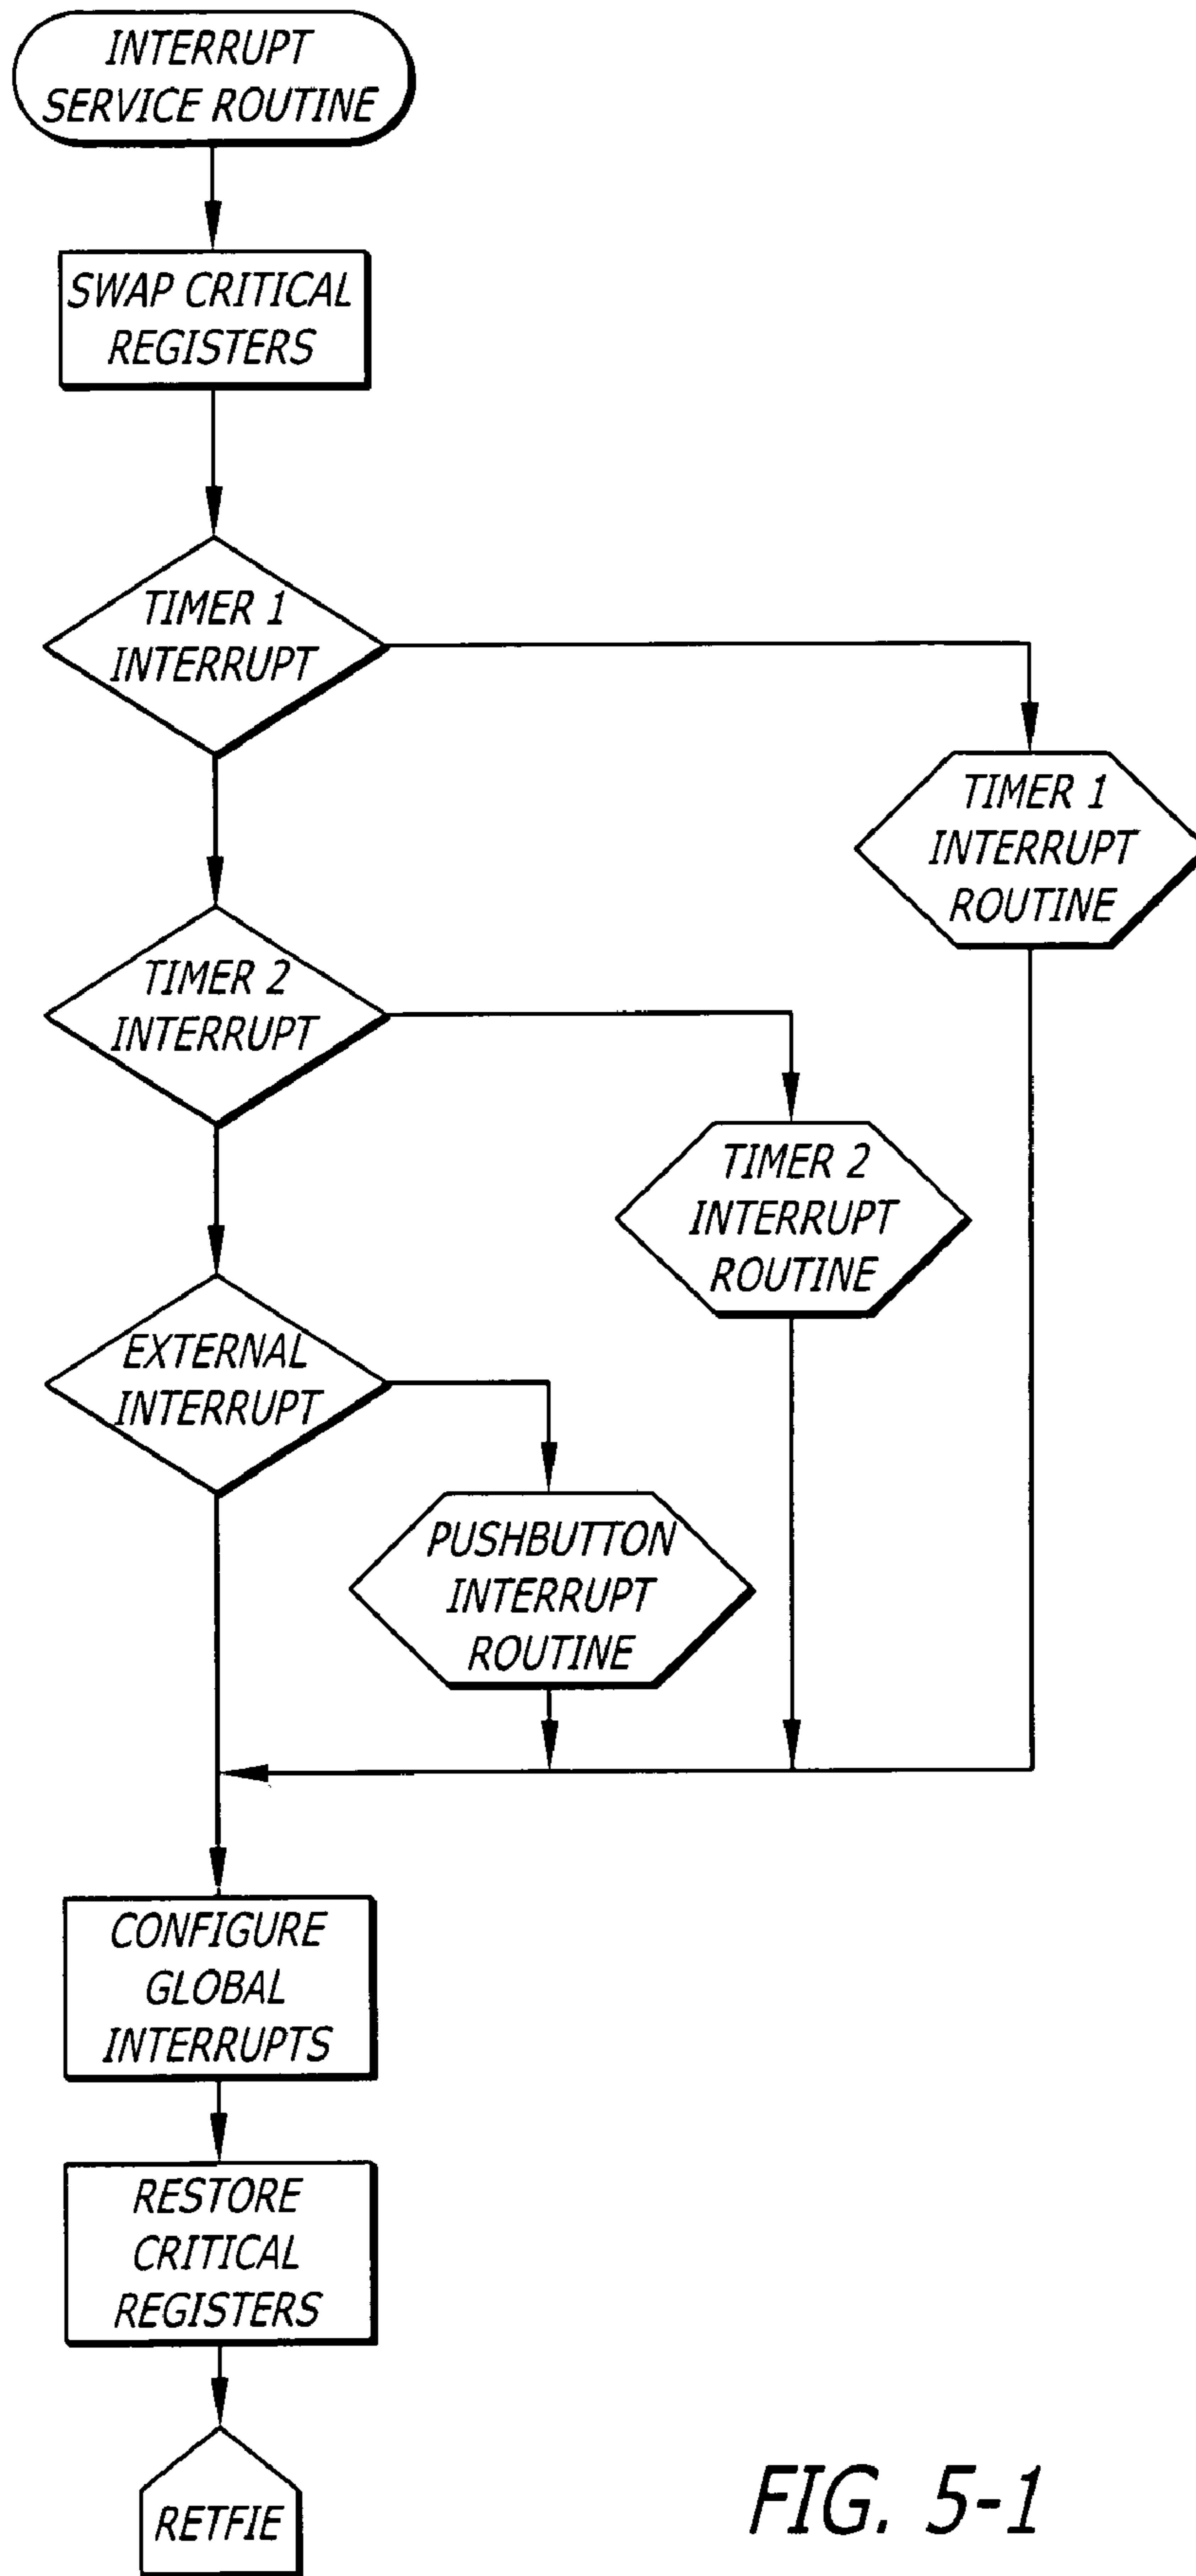 INTERRUPT
SERVICE ROUTINE
SWAP CRITICAL
REGISTERS
TIMER 1
INTERRUPT
TIMER 1
INTERRUPT
ROUTINE
TIMER 2
INTERRUPT
TIMER 2
INTERRUPT
ROUTINE
EXTERNAL
INTERRUPT
PUSHBUTTON
INTERRUPT
ROUTINE
CONFIGURE
GLOBAL
INTERRUPTS
RESTORE
CRITICAL
REGISTERS
RETFIE
FIG. 5-1